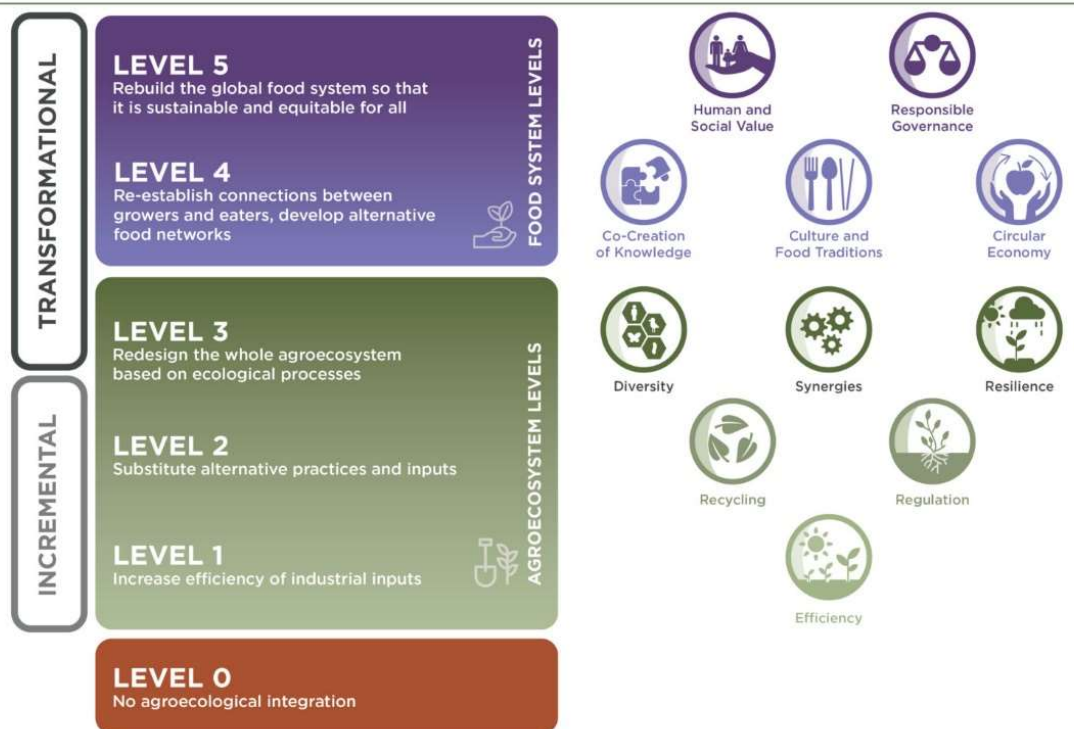 TRANSFORMATIONAL
INCREMENTAL
LEVEL 5
Rebuild the global food system so that
it is sustainable and equitable for all
LEVEL 4
Re-establish connections between
growers and eaters, develop alternative
food networks
FOOD SYSTEM LEVELS
LEVEL 3
Redesign the whole agroecosystem
based on ecological processes
LEVEL 2
Substitute alternative practices and inputs
LEVEL 1
Increase efficiency of industrial inputs
AGROECOSYSTEM LEVELS
LEVEL 0
No agroecological integration
Human and
Social Value
Responsible
Governance
Co-Creation
of Knowledge
Culture and
Food Traditions
Circular
Economy
Diversity
Synergies
Resilience
Recycling
Regulation
Efficiency